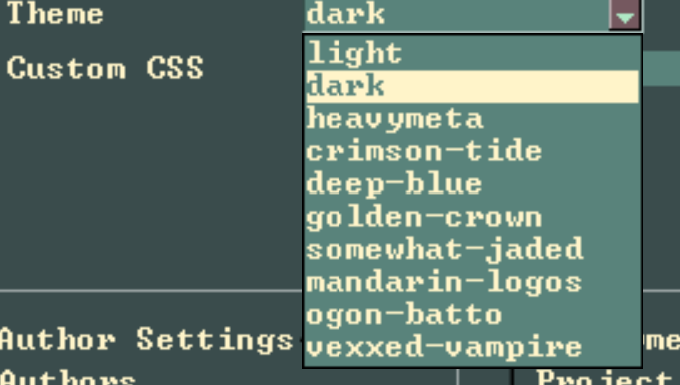 Theme dark
light
Custom CSS
dark
heavymeta
crimson-tide
deep-blue
golden-crown
somewhat-jaded
mandarin-logos
ogon-batto
Author Settings
vexxed-vampire
Authors Project